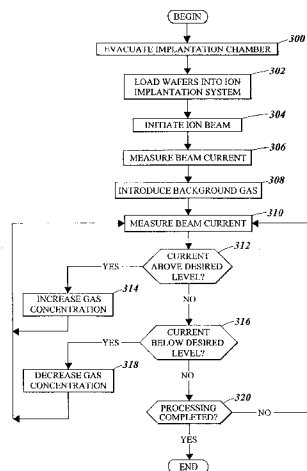 BEGIN
300
EVACUATE IMPLANTATION CHAMBER
302
LOAD WAFERS INTO ION
IMPLANTATION SYSTEM
304
INITIATE ION BEAM
306
MEASURE BEAM CURRENT
308
INTRODUCE BACKGROUND GAS
310
MEASURE BEAM CURRENT
312
CURRENT
ABOVE DESIRED
LEVEL?
YES
314
INCREASE GAS
CONCENTRATION
NO
316
CURRENT
BELOW DESIRED
LEVEL?
YES
318
DECREASE GAS
CONCENTRATION
NO
320
PROCESSING
COMPLETED?
NO
YES
END